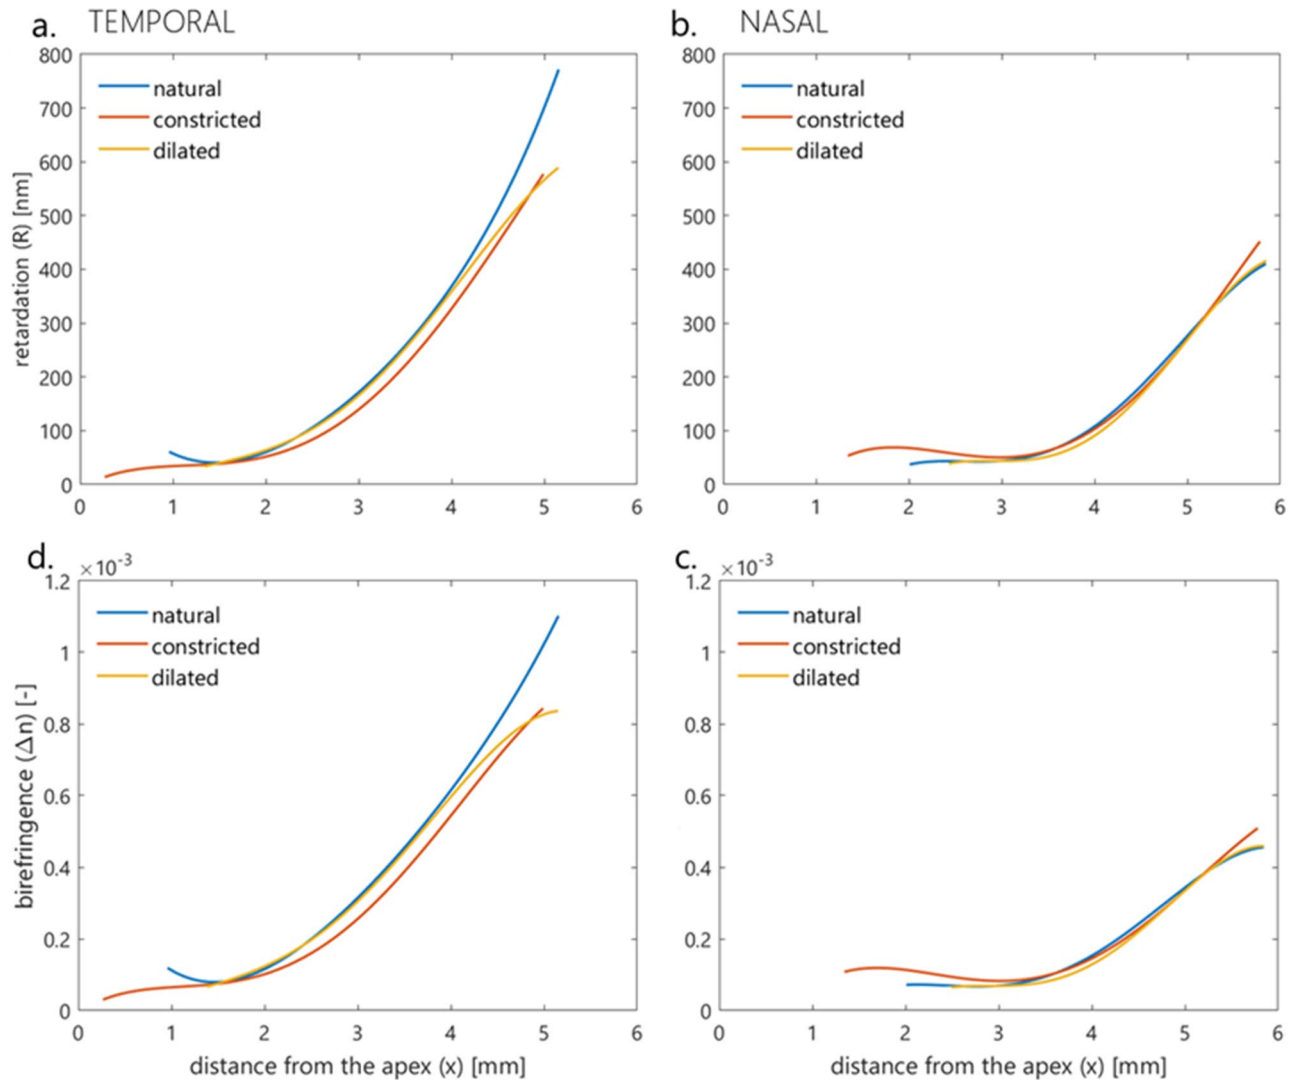 a. TEMPORAL
800
700
600
500
400
300
200
100
0
retardation (R) [nm]
natural
constricted
dilated
0 1 2 3 4 5 6
b. NASAL
800
700
600
500
400
300
200
100
0
natural
constricted
dilated
0 1 2 3 4 5 6
d.
×10-3
1.2
1
0.8
0.6
0.4
0.2
0
birefringence (Δn) [-]
natural
constricted
dilated
0 1 2 3 4 5 6
distance from the apex (x) [mm]
c.
×10-3
1.2
1
0.8
0.6
0.4
0.2
0
natural
constricted
dilated
0 1 2 3 4 5 6
distance from the apex (x) [mm]